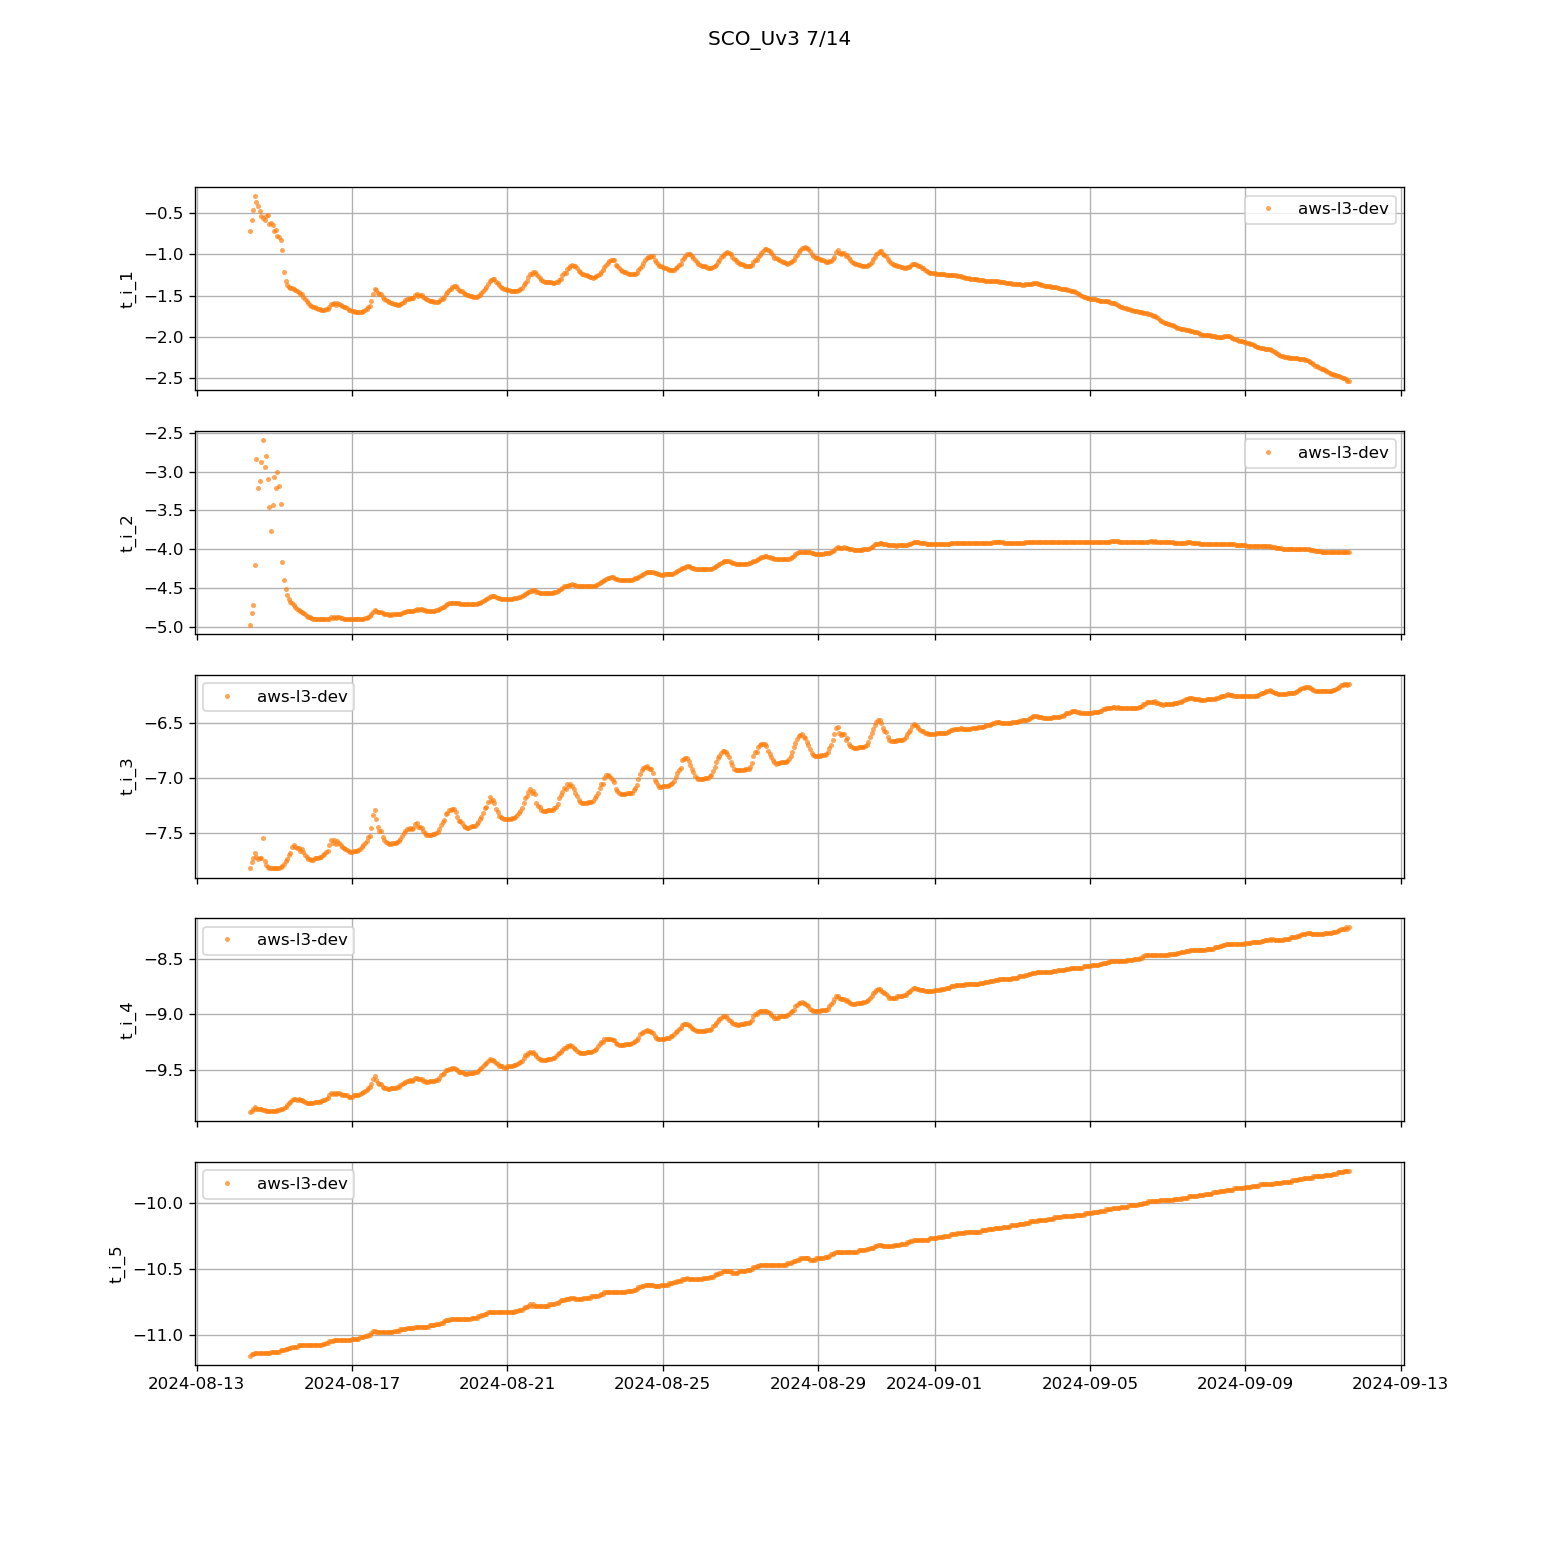 SCO_Uv3 7/14
t_i_1
−0.5
−1.0
−1.5
−2.0
−2.5
aws-l3-dev
t_i_2
−2.5
−3.0
−3.5
−4.0
−4.5
−5.0
aws-l3-dev
t_i_3
−6.5
−7.0
−7.5
aws-l3-dev
t_i_4
−8.5
−9.0
−9.5
aws-l3-dev
t_i_5
−10.0
−10.5
−11.0
aws-l3-dev
2024-08-13 2024-08-17 2024-08-21 2024-08-25 2024-08-29 2024-09-01 2024-09-05 2024-09-09 2024-09-13